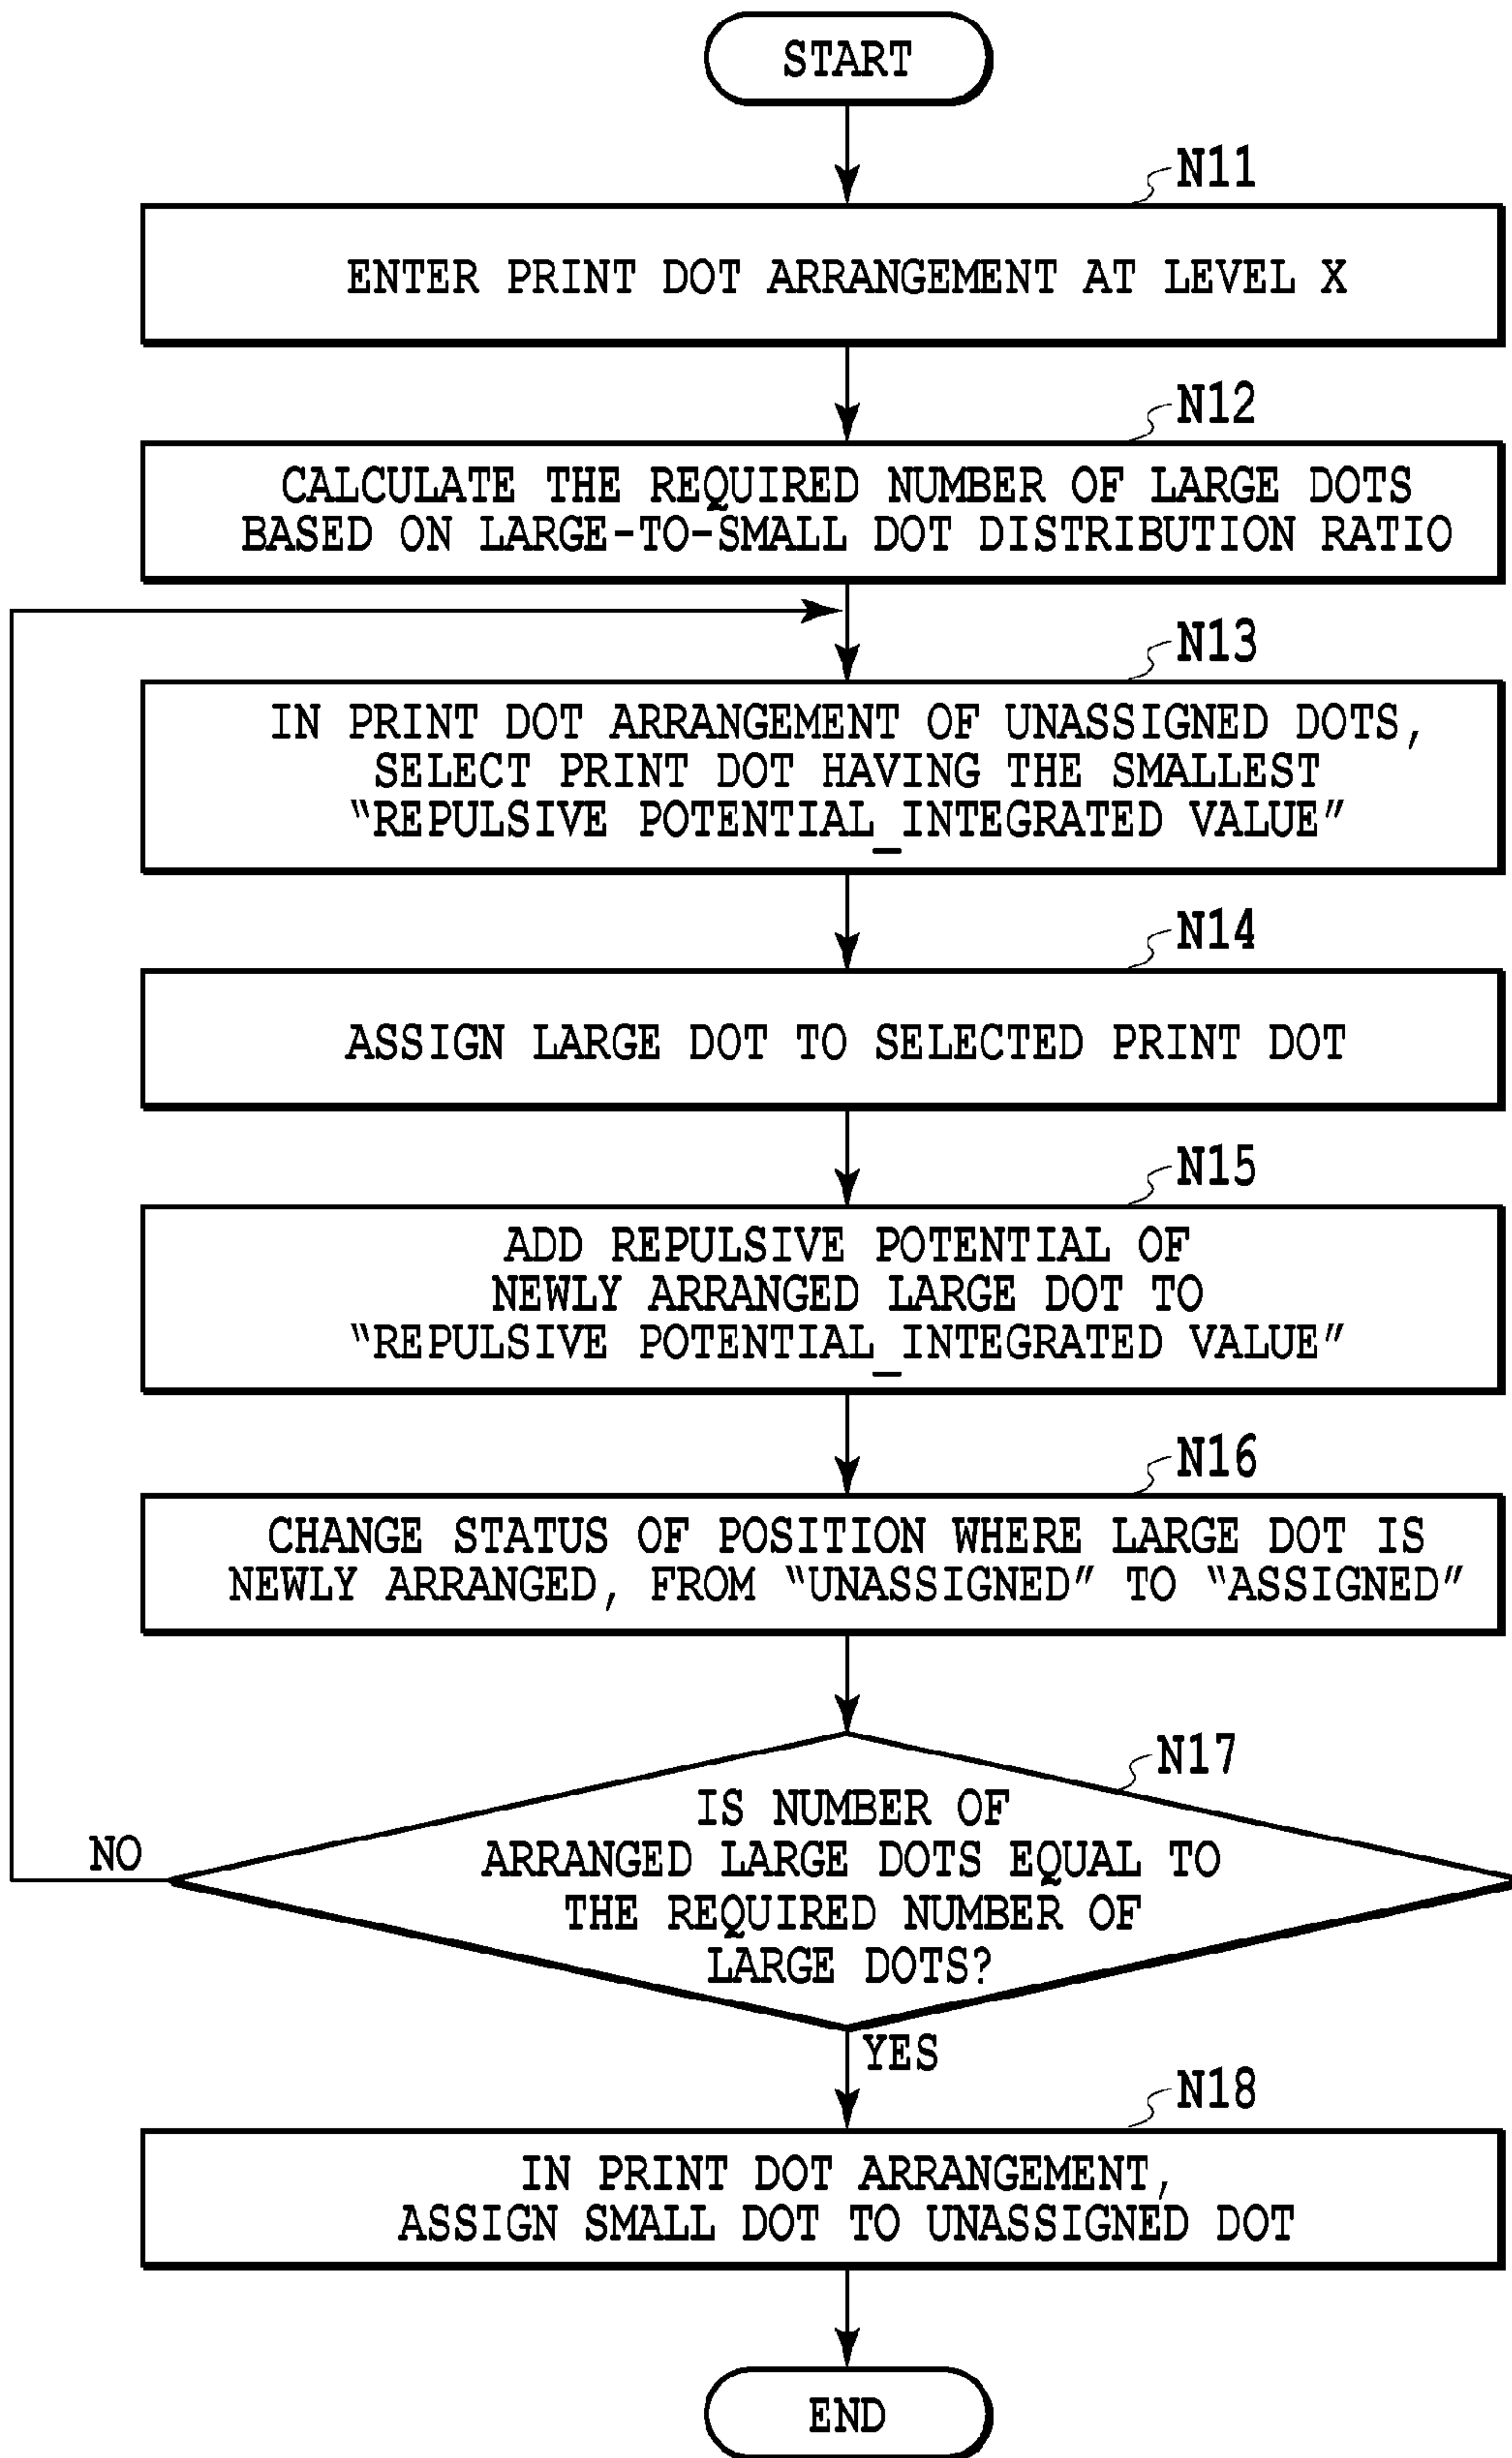 START
N11
ENTER PRINT DOT ARRANGEMENT AT LEVEL X
N12
CALCULATE THE REQUIRED NUMBER OF LARGE DOTS
BASED ON LARGE-TO-SMALL DOT DISTRIBUTION RATIO
N13
IN PRINT DOT ARRANGEMENT OF UNASSIGNED DOTS,
SELECT PRINT DOT HAVING THE SMALLEST
“REPULSIVE POTENTIAL_INTEGRATED VALUE”
N14
ASSIGN LARGE DOT TO SELECTED PRINT DOT
N15
ADD REPULSIVE POTENTIAL OF
NEWLY ARRANGED LARGE DOT TO
“REPULSIVE POTENTIAL_INTEGRATED VALUE”
N16
CHANGE STATUS OF POSITION WHERE LARGE DOT IS
NEWLY ARRANGED, FROM “UNASSIGNED” TO “ASSIGNED”
N17
IS NUMBER OF
ARRANGED LARGE DOTS EQUAL TO
THE REQUIRED NUMBER OF
LARGE DOTS?
NO
YES
N18
IN PRINT DOT ARRANGEMENT,
ASSIGN SMALL DOT TO UNASSIGNED DOT
END